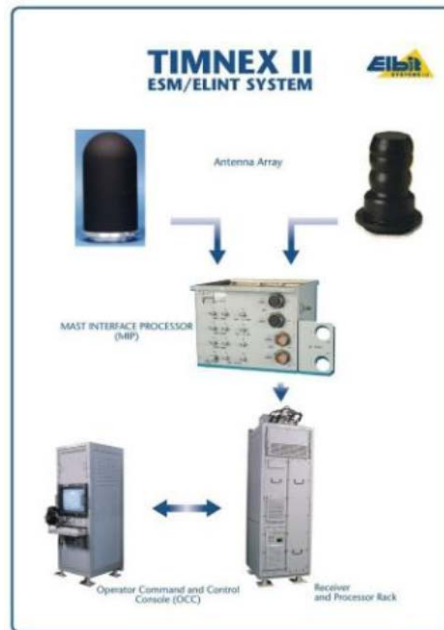 TIMNEX II
ESM/ELINT SYSTEM
Elbit
SYSTEMS
Antenna Array
MAST INTERFACE PROCESSOR
(MIP)
Operator Command and Control
Console (OCC)
Receiver
and Processor Rack